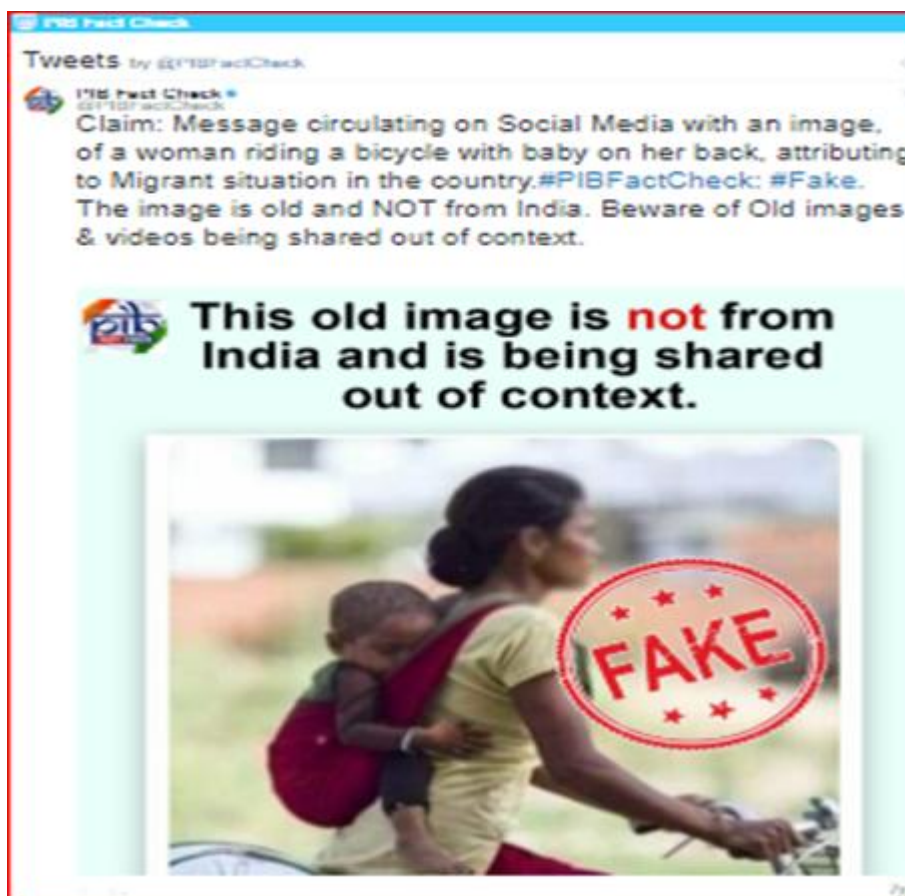 PIB Fact Check
Tweets by @PIBFactCheck
PIB Fact Check
@PIBFactCheck
Claim: Message circulating on Social Media with an image,
of a woman riding a bicycle with baby on her back, attributing
to Migrant situation in the country.#PIBFactCheck: #Fake.
The image is old and NOT from India. Beware of Old images
& videos being shared out of context.
pib
This old image is not from
India and is being shared
out of context.
FAKE